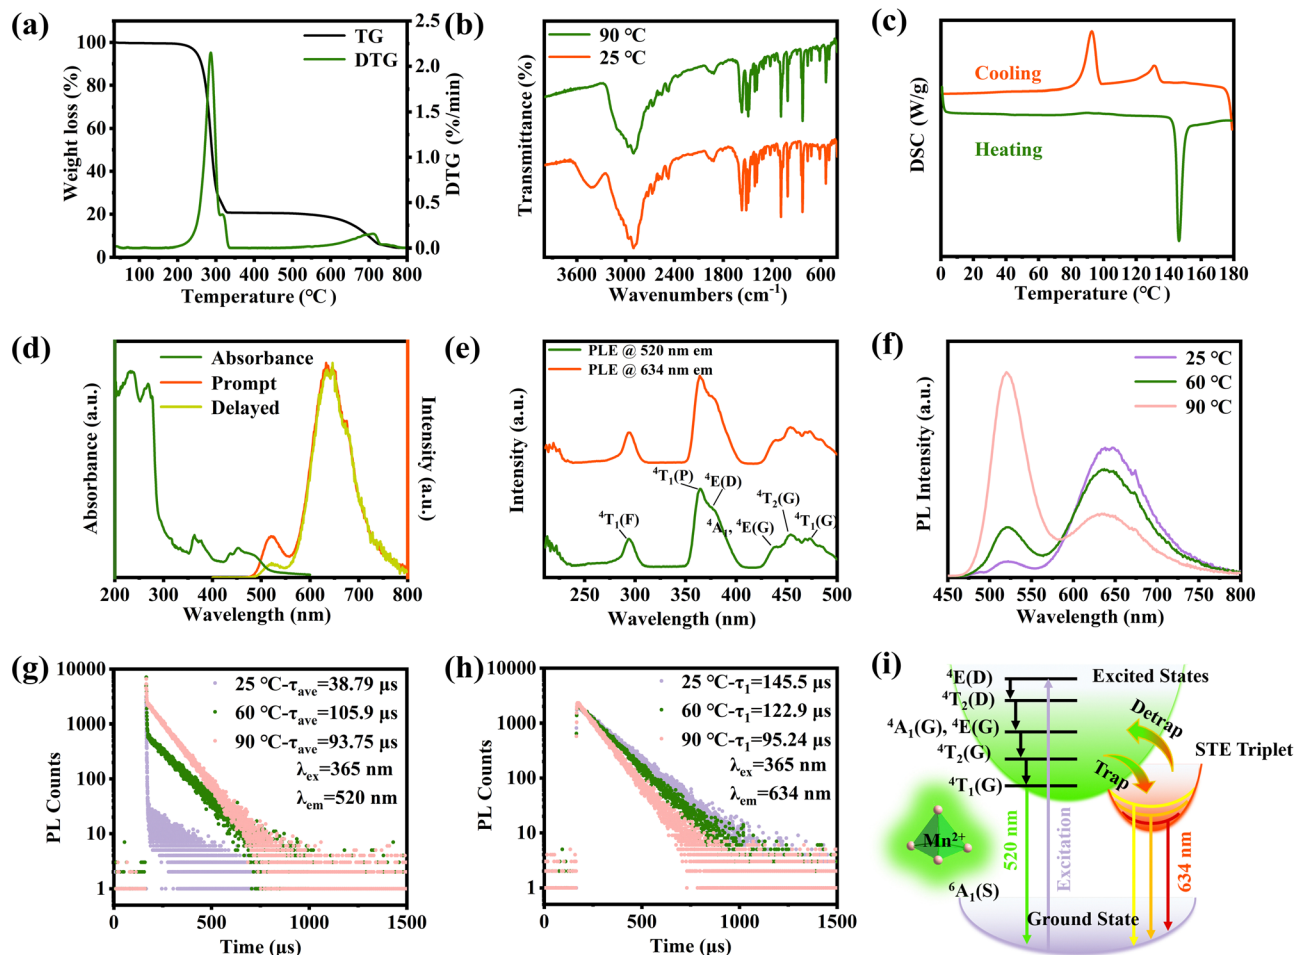 (a)
TG
DTG
Weight loss (%)
100
80
60
40
20
0
2.5
2.0
1.5
1.0
0.5
0.0
DTG (%/min)
100 200 300 400 500 600 700 800
Temperature (℃)
(b)
90 ℃
25 ℃
Transmittance (%)
3600 3000 2400 1800 1200 600
Wavenumbers (cm⁻¹)
(c)
Cooling
Heating
DSC (W/g)
0 20 40 60 80 100 120 140 160 180
Temperature (℃)
(d)
Absorbance
Prompt
Delayed
Absorbance (a.u.)
Intensity (a.u.)
200 300 400 500 600 700 800
Wavelength (nm)
(e)
PLE @ 520 nm em
PLE @ 634 nm em
Intensity (a.u.)
⁴T₁(P)
⁴E(D)
⁴T₂(G)
⁴T₁(F)
⁴A₁, ⁴E(G)
⁴T₁(G)
250 300 350 400 450 500
Wavelength (nm)
(f)
25 ℃
60 ℃
90 ℃
PL Intensity (a.u.)
450 500 550 600 650 700 750 800
Wavelength (nm)
(g)
25 ℃-τave=38.79 μs
60 ℃-τave=105.9 μs
90 ℃-τave=93.75 μs
λex=365 nm
λem=520 nm
PL Counts
10000
1000
100
10
1
0 500 1000 1500
Time (μs)
(h)
25 ℃-τ₁=145.5 μs
60 ℃-τ₁=122.9 μs
90 ℃-τ₁=95.24 μs
λex=365 nm
λem=634 nm
PL Counts
10000
1000
100
10
1
0 500 1000 1500
Time (μs)
(i)
⁴E(D)
Excited States
⁴T₂(D)
⁴A₁(G), ⁴E(G)
Detrap
⁴T₂(G)
STE Triplet
Trap
⁴T₁(G)
Mn²⁺
520 nm
Excitation
634 nm
⁶A₁(S)
Ground State